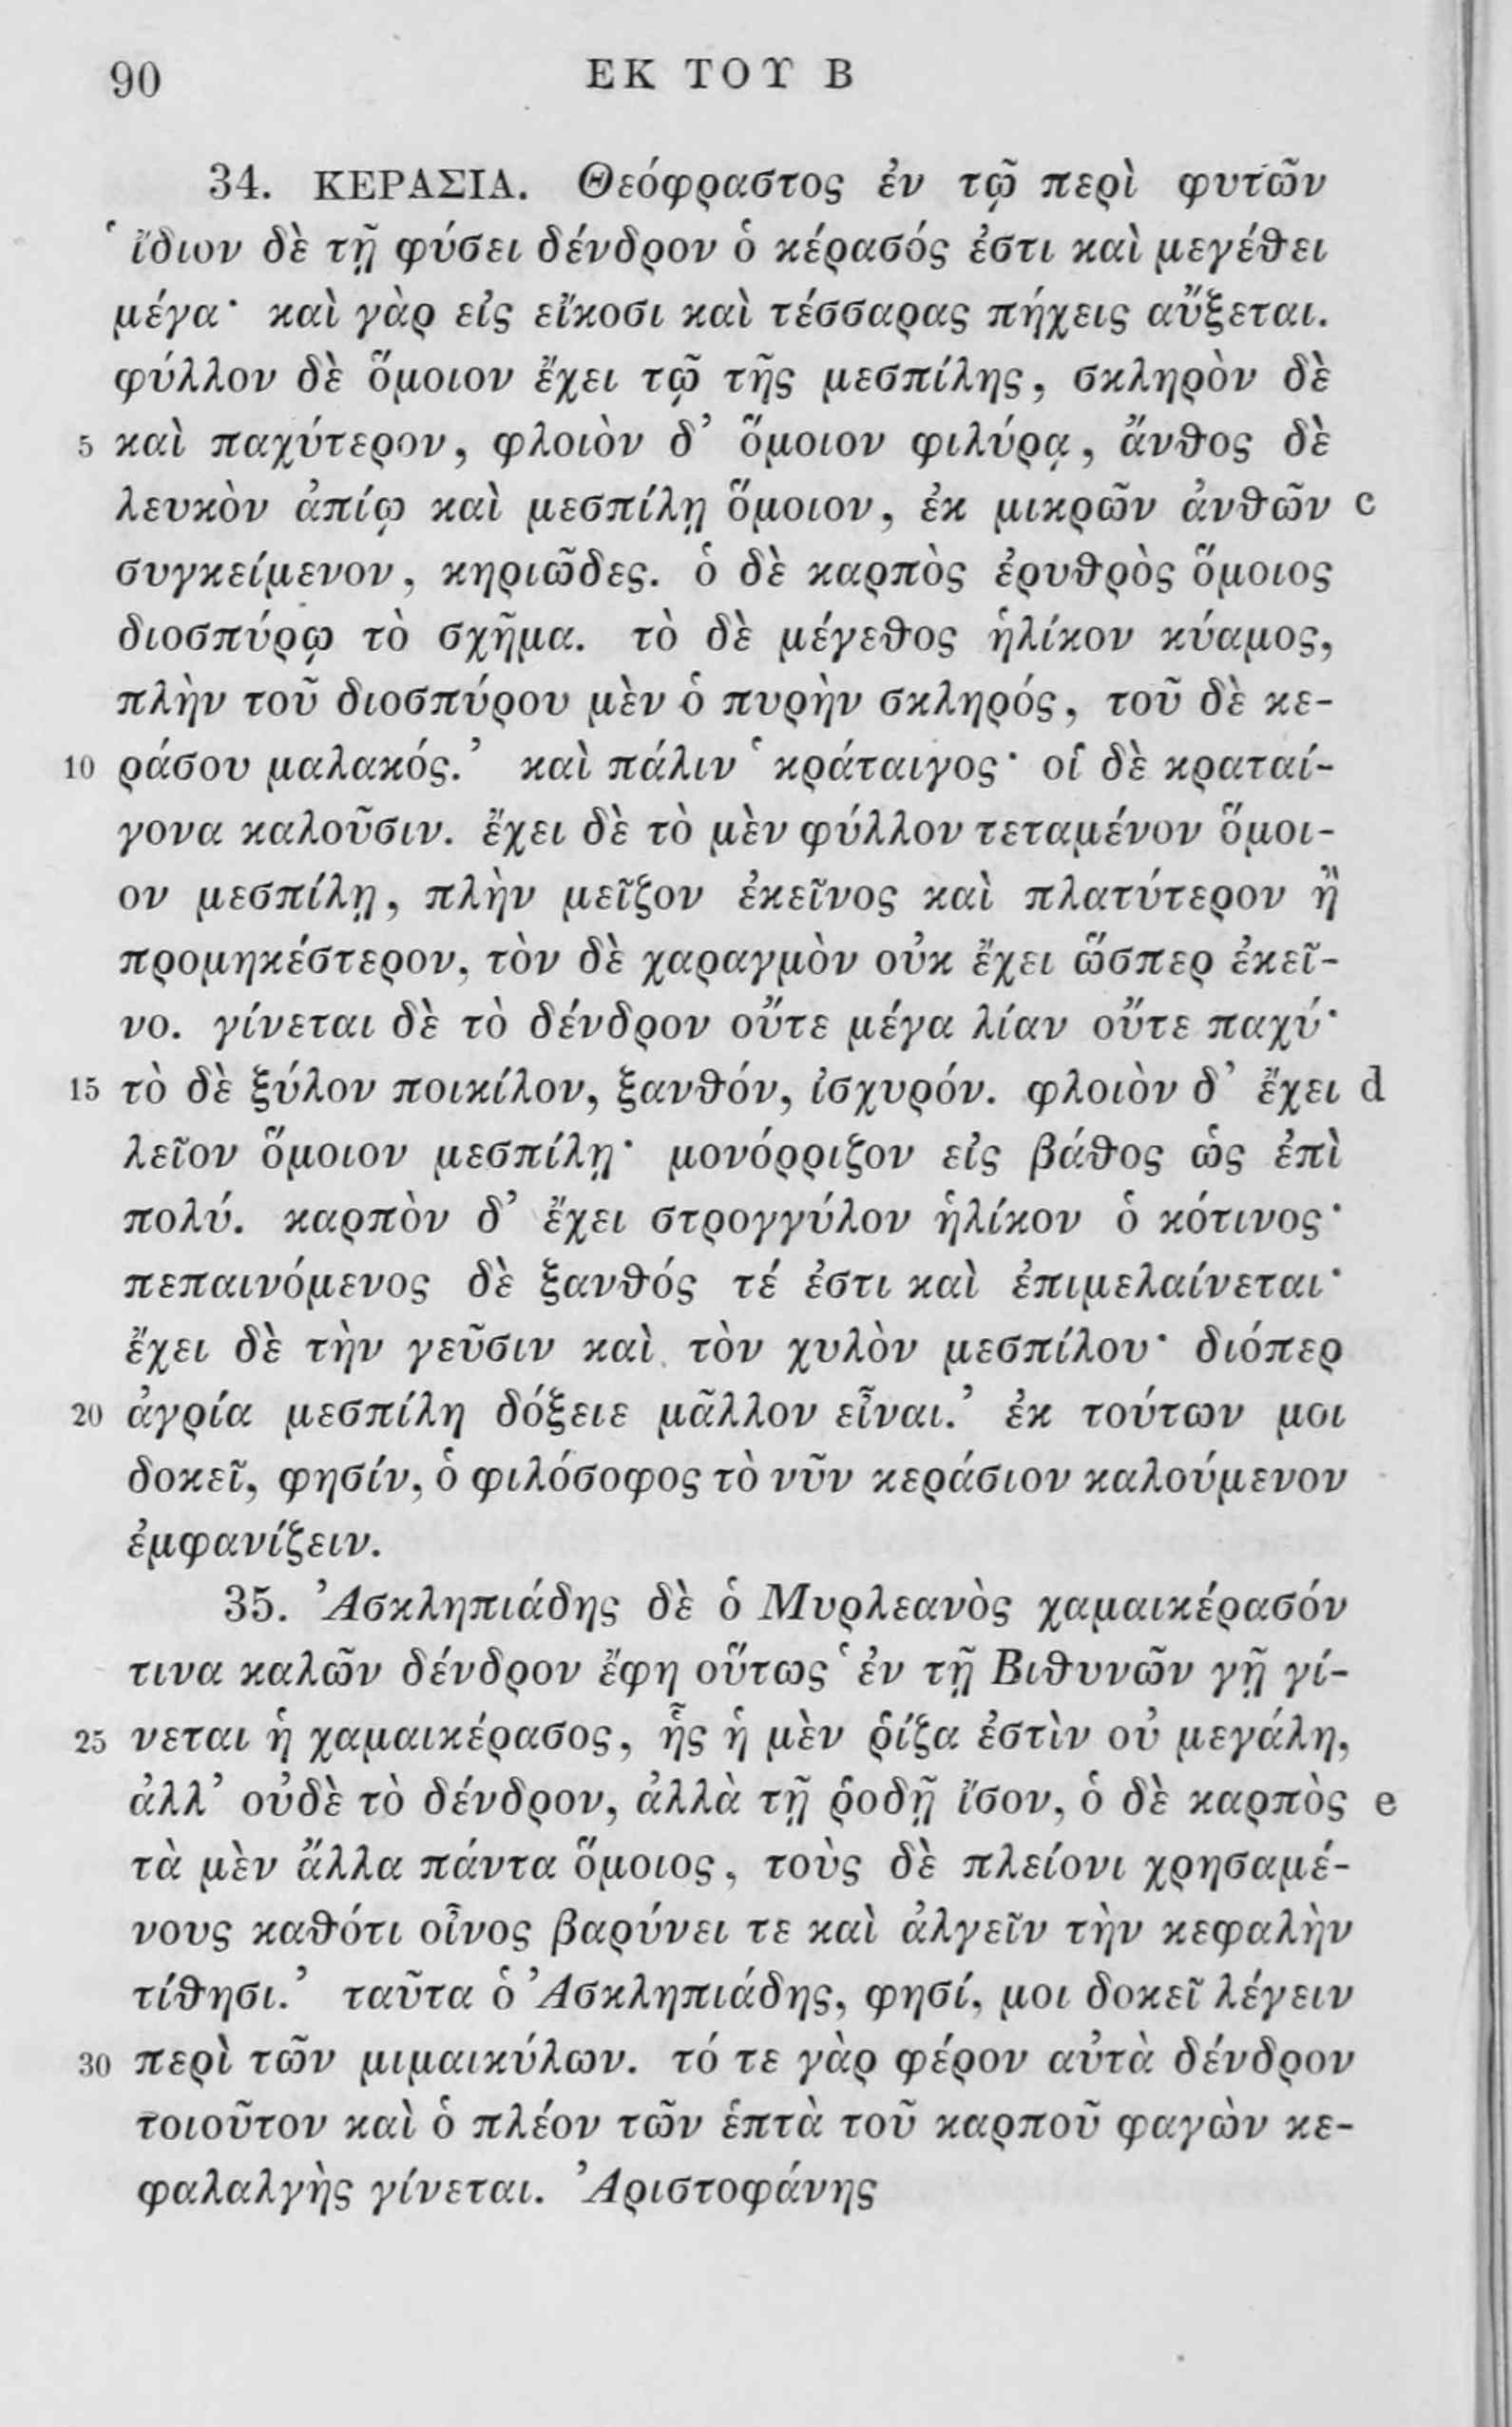 90 ΕΚ ΤΟΥ Β
34. ΚΕΡΑΣΙΑ. Θεόφραστος ἐν τῷ περὶ φυτῶν
‘ ἴδιον δὲ τῇ φύσει δένδρον ὁ κέρασός ἐστι καὶ μεγέθει
μέγα· καὶ γὰρ εἰς εἴκοσι καὶ τέσσαρας πήχεις αὔξεται.
φύλλον δὲ ὅμοιον ἔχει τῷ τῆς μεσπίλης, σκληρὸν δὲ
5 καὶ παχύτερον, φλοιὸν δ’ ὅμοιον φιλύρᾳ, ἄνθος δὲ
λευκὸν ἀπίῳ καὶ μεσπίλῃ ὅμοιον, ἐκ μικρῶν ἀνθῶν c
συγκείμενον, κηριῶδες. ὁ δὲ καρπὸς ἐρυθρὸς ὅμοιος
διοσπύρῳ τὸ σχῆμα. τὸ δὲ μέγεθος ἡλίκον κύαμος,
πλὴν τοῦ διοσπύρου μὲν ὁ πυρὴν σκληρός, τοῦ δὲ κε-
10 ράσου μαλακός.’ καὶ πάλιν ‘κράταιγος· οἱ δὲ κραταί-
γονα καλοῦσιν. ἔχει δὲ τὸ μὲν φύλλον τεταμένον ὅμοι-
ον μεσπίλῃ, πλὴν μεῖζον ἐκεῖνος καὶ πλατύτερον ἢ
προμηκέστερον, τὸν δὲ χαραγμὸν οὐκ ἔχει ὥσπερ ἐκεῖ-
νο. γίνεται δὲ τὸ δένδρον οὔτε μέγα λίαν οὔτε παχύ·
15 τὸ δὲ ξύλον ποικίλον, ξανθόν, ἰσχυρόν. φλοιὸν δ’ ἔχει d
λεῖον ὅμοιον μεσπίλῃ· μονόρριζον εἰς βάθος ὡς ἐπὶ
πολύ. καρπὸν δ’ ἔχει στρογγύλον ἡλίκον ὁ κότινος·
πεπαινόμενος δὲ ξανθός τέ ἐστι καὶ ἐπιμελαίνεται·
ἔχει δὲ τὴν γεῦσιν καὶ τὸν χυλὸν μεσπίλου· διόπερ
20 ἀγρία μεσπίλη δόξειε μᾶλλον εἶναι.’ ἐκ τούτων μοι
δοκεῖ, φησίν, ὁ φιλόσοφος τὸ νῦν κεράσιον καλούμενον
ἐμφανίζειν.
35. Ἀσκληπιάδης δὲ ὁ Μυρλεανὸς χαμαικέρασόν
τινα καλῶν δένδρον ἔφη οὕτως ‘ἐν τῇ Βιθυνῶν γῇ γί-
25 νεται ἡ χαμαικέρασος, ἧς ἡ μὲν ῥίζα ἐστὶν οὐ μεγάλη,
ἀλλ’ οὐδὲ τὸ δένδρον, ἀλλὰ τῇ ῥοδῇ ἴσον, ὁ δὲ καρπὸς e
τὰ μὲν ἄλλα πάντα ὅμοιος, τοὺς δὲ πλείονι χρησαμέ-
νους καθότι οἶνος βαρύνει τε καὶ ἀλγεῖν τὴν κεφαλὴν
τίθησι.’ ταῦτα ὁ Ἀσκληπιάδης, φησί, μοι δοκεῖ λέγειν
30 περὶ τῶν μιμαικύλων. τό τε γὰρ φέρον αὐτὰ δένδρον
τοιοῦτον καὶ ὁ πλέον τῶν ἑπτὰ τοῦ καρποῦ φαγὼν κε-
φαλαλγὴς γίνεται. Ἀριστοφάνης